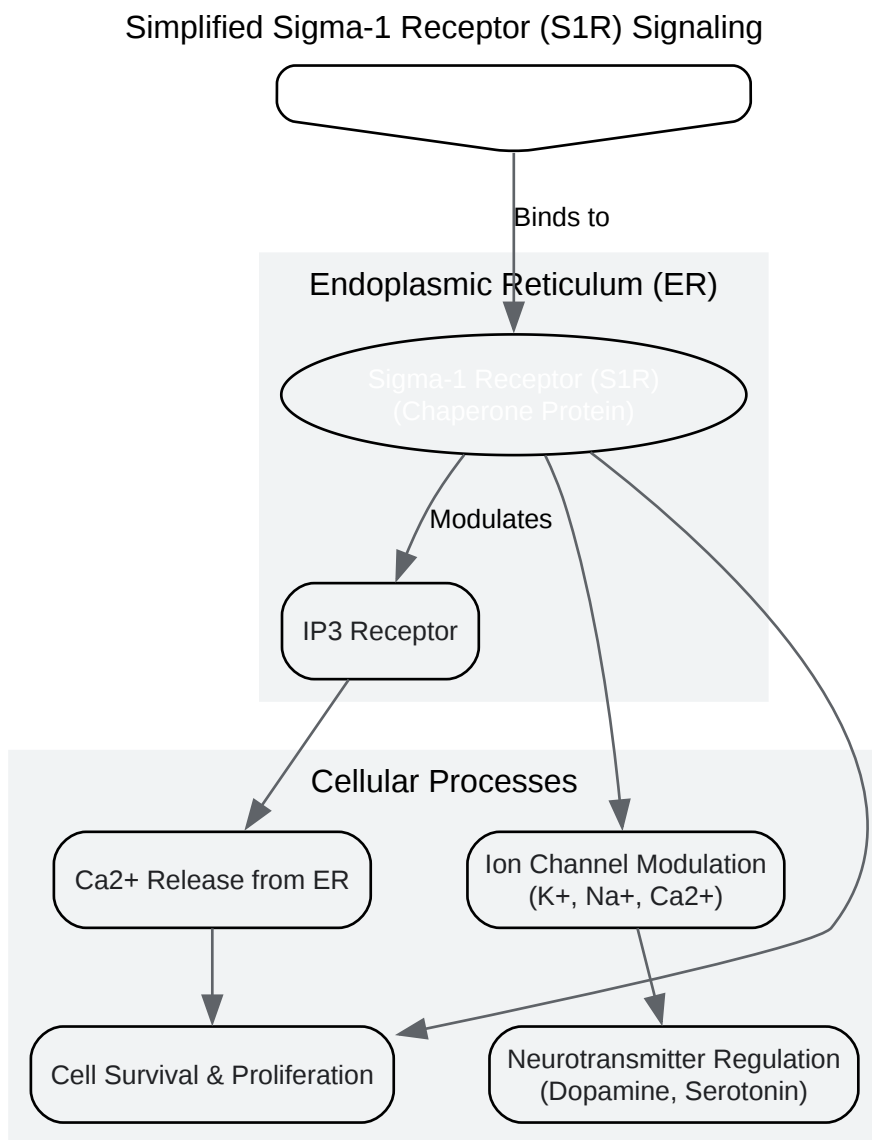 Simplified Sigma-1 Receptor (S1R) Signaling
Binds to
Endoplasmic Reticulum (ER)
Sigma-1 Receptor (S1R)
(Chaperone Protein)
Modulates
IP3 Receptor
Cellular Processes
Ca2+ Release from ER
Ion Channel Modulation
(K+, Na+, Ca2+)
Cell Survival & Proliferation
Neurotransmitter Regulation
(Dopamine, Serotonin)